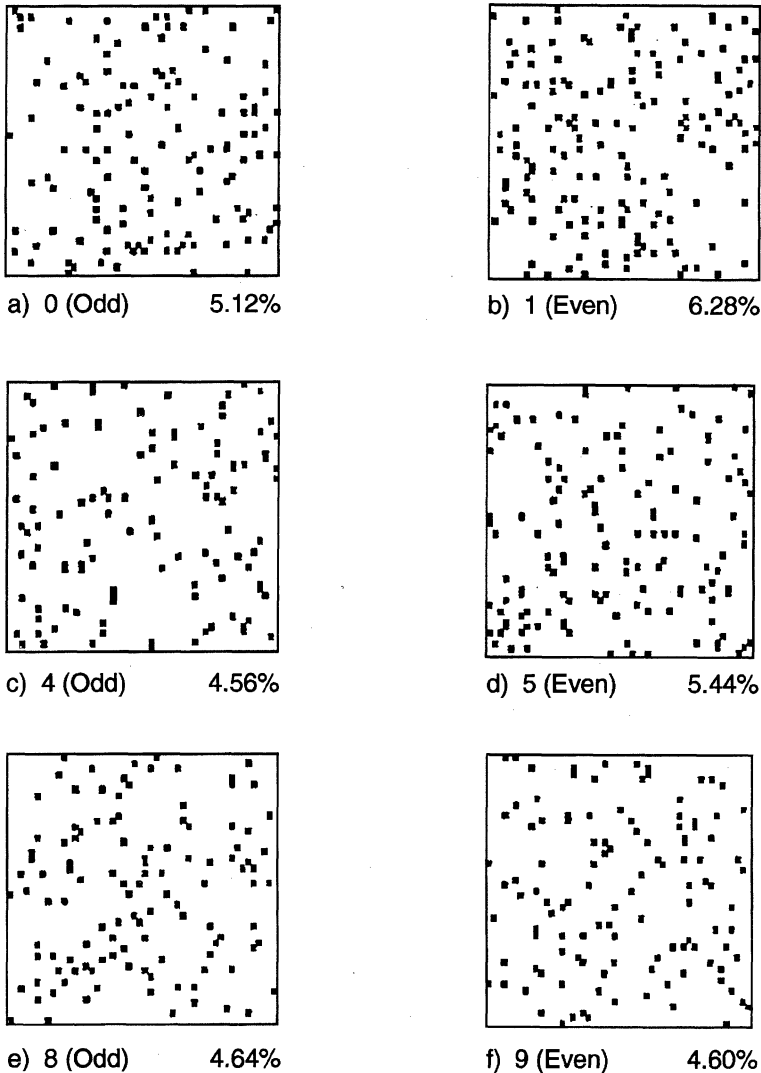 a) 0 (Odd) 5.12%
b) 1 (Even) 6.28%
c) 4 (Odd) 4.56%
d) 5 (Even) 5.44%
e) 8 (Odd) 4.64%
f) 9 (Even) 4.60%